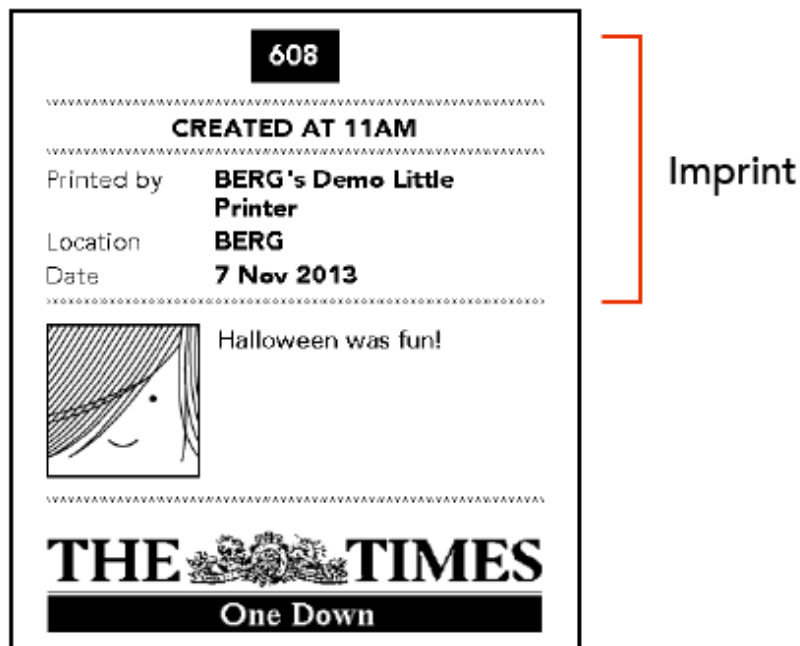 608
CREATED AT 11AM
Imprint
Printed by BERG's Demo Little
Printer
Location BERG
Date 7 Nov 2013
Halloween was fun!
THE TIMES
One Down